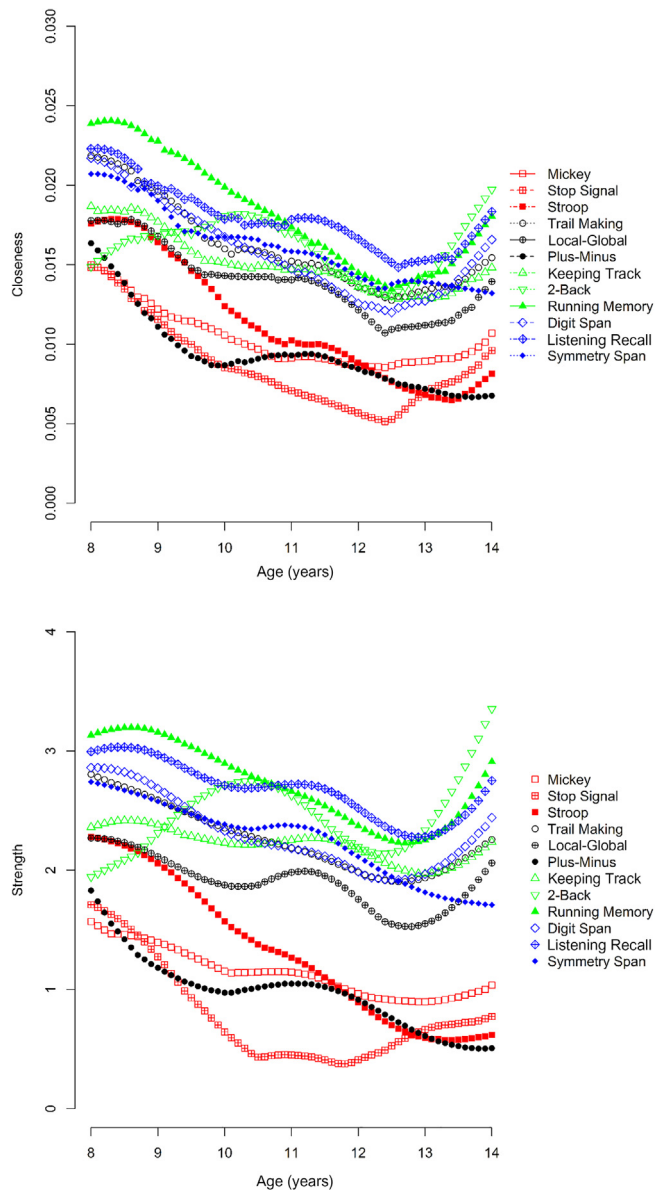 0.030
0.025
0.020
0.015
0.010
0.005
0.000
Closeness
8 9 10 11 12 13 14
Age (years)
Mickey
Stop Signal
Stroop
Trail Making
Local-Global
Plus-Minus
Keeping Track
2-Back
Running Memory
Digit Span
Listening Recall
Symmetry Span
4
3
2
1
0
Strength
8 9 10 11 12 13 14
Age (years)
Mickey
Stop Signal
Stroop
Trail Making
Local-Global
Plus-Minus
Keeping Track
2-Back
Running Memory
Digit Span
Listening Recall
Symmetry Span